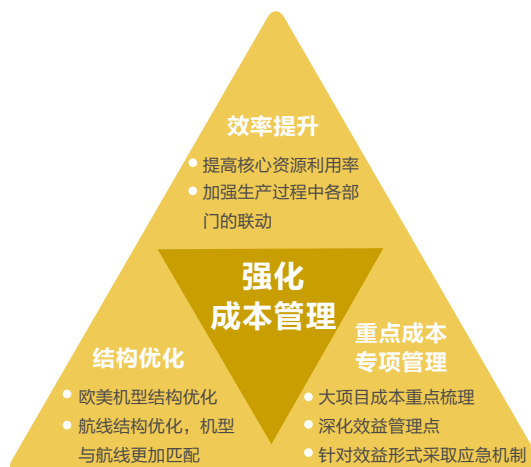 效率提升
提高核心资源利用率
加强生产过程中各部
门的联动
强化
成本管理
结构优化
欧美机型结构优化
航线结构优化，机型
与航线更加匹配
重点成本
专项管理
大项目成本重点梳理
深化效益管理点
针对效益形式采取应急机制